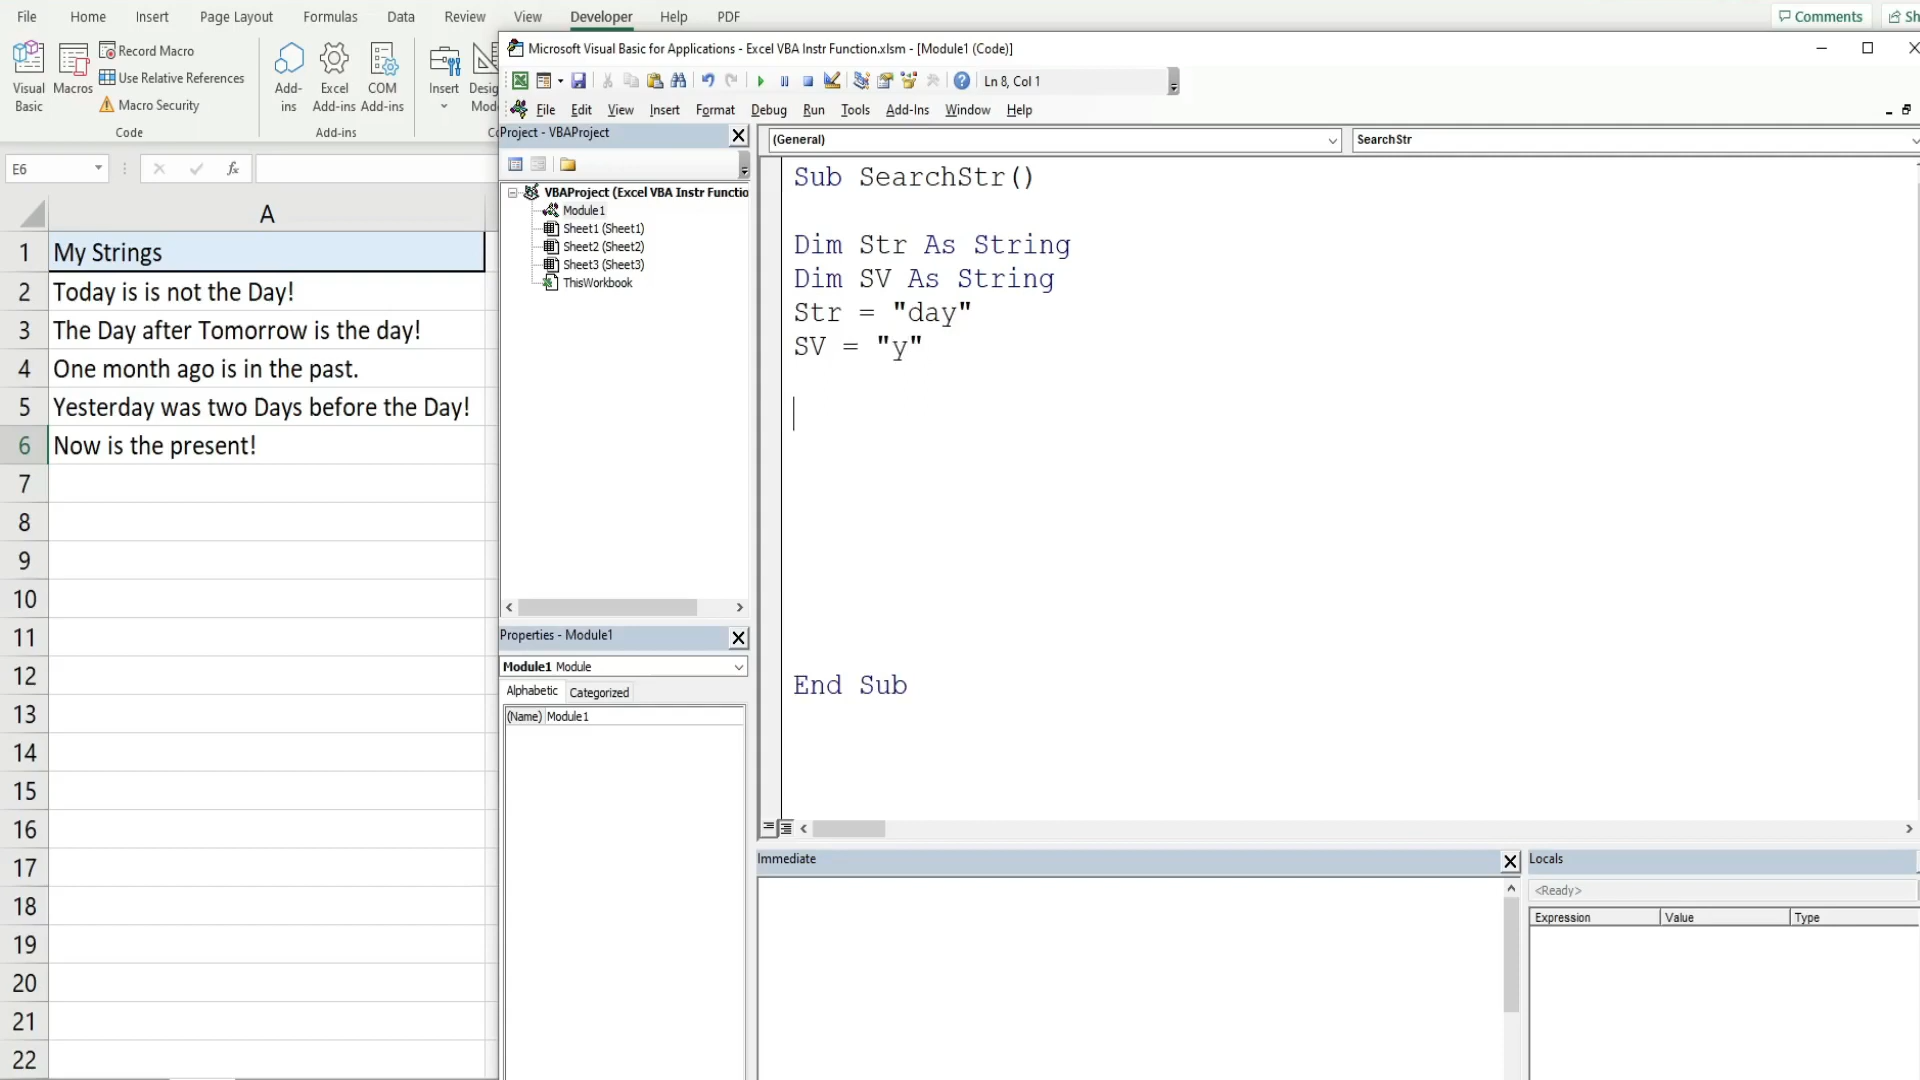 File Home Insert Page Layout Formulas Data Review View Developer Help PDF
Comments
Sh
Visual Basic
Macros
Record Macro
Use Relative References
Macro Security
Code
Add-ins
Excel Add-ins
COM Add-ins
Add-ins
Insert
Microsoft Visual Basic for Applications - Excel VBA Instr Function.xlsm - [Module1 (Code)]
Ln 8, Col 1
File Edit View Insert Format Debug Run Tools Add-Ins Window Help
E6
fx
Project - VBAProject
VBAProject (Excel VBA Instr Functio
Module1
Sheet1 (Sheet1)
Sheet2 (Sheet2)
Sheet3 (Sheet3)
ThisWorkbook
Properties - Module1
Module1 Module
Alphabetic Categorized
(Name) Module1
(General)
SearchStr
Sub SearchStr()
Dim Str As String
Dim SV As String
Str = "day"
SV = "y"
End Sub
Immediate
Locals
<Ready>
Expression Value Type
A
1 My Strings
2 Today is is not the Day!
3 The Day after Tomorrow is the day!
4 One month ago is in the past.
5 Yesterday was two Days before the Day!
6 Now is the present!
7
8
9
10
11
12
13
14
15
16
17
18
19
20
21
22